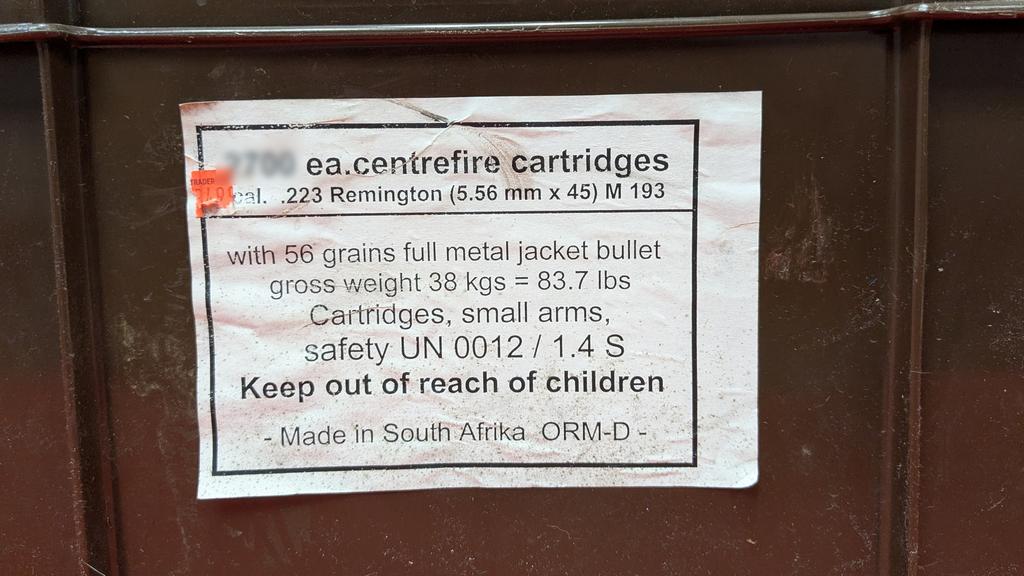 ea.centrefire cartridges
TRADER
cal. .223 Remington (5.56 mm x 45) M 193
with 56 grains full metal jacket bullet
gross weight 38 kgs = 83.7 lbs
Cartridges, small arms,
safety UN 0012 / 1.4 S
Keep out of reach of children
- Made in South Afrika ORM-D -